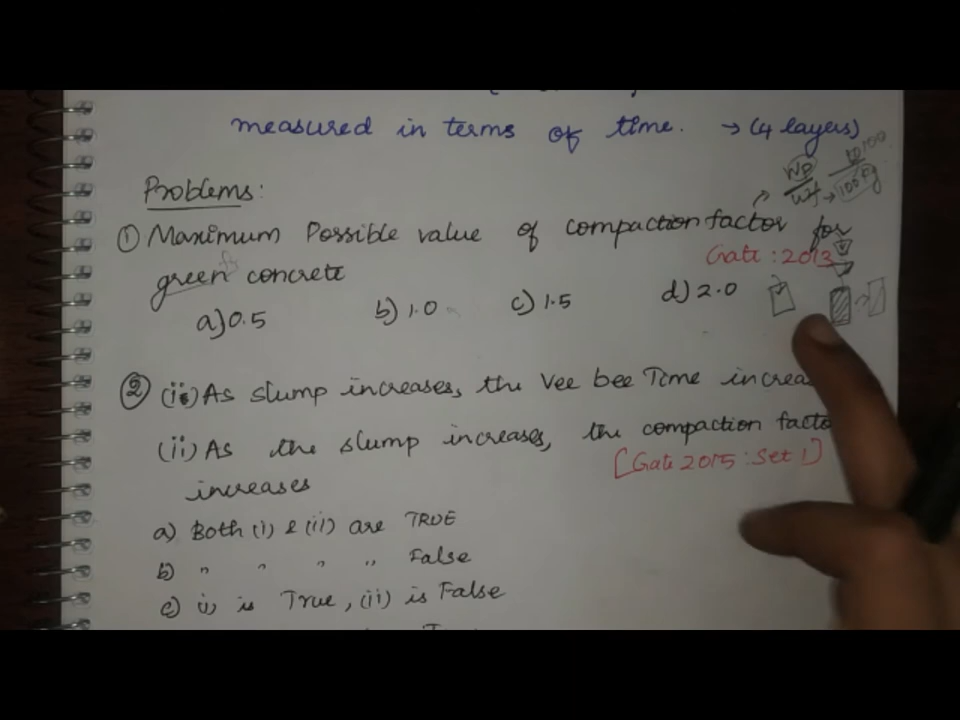 measured in terms of time. → (4 layers)
Problems:
① Maximum Possible value of compaction factor for
Gate : 2013
green concrete
a) 0.5 b) 1.0 c) 1.5 d) 2.0
② (i) As slump increases, the Vee bee Time increa
(ii) As the slump increases, the compaction facto
[Gate 2015 : Set 1]
increases
a) Both (i) & (ii) are TRUE
b) " " " " False
c) i) is True, (ii) is False